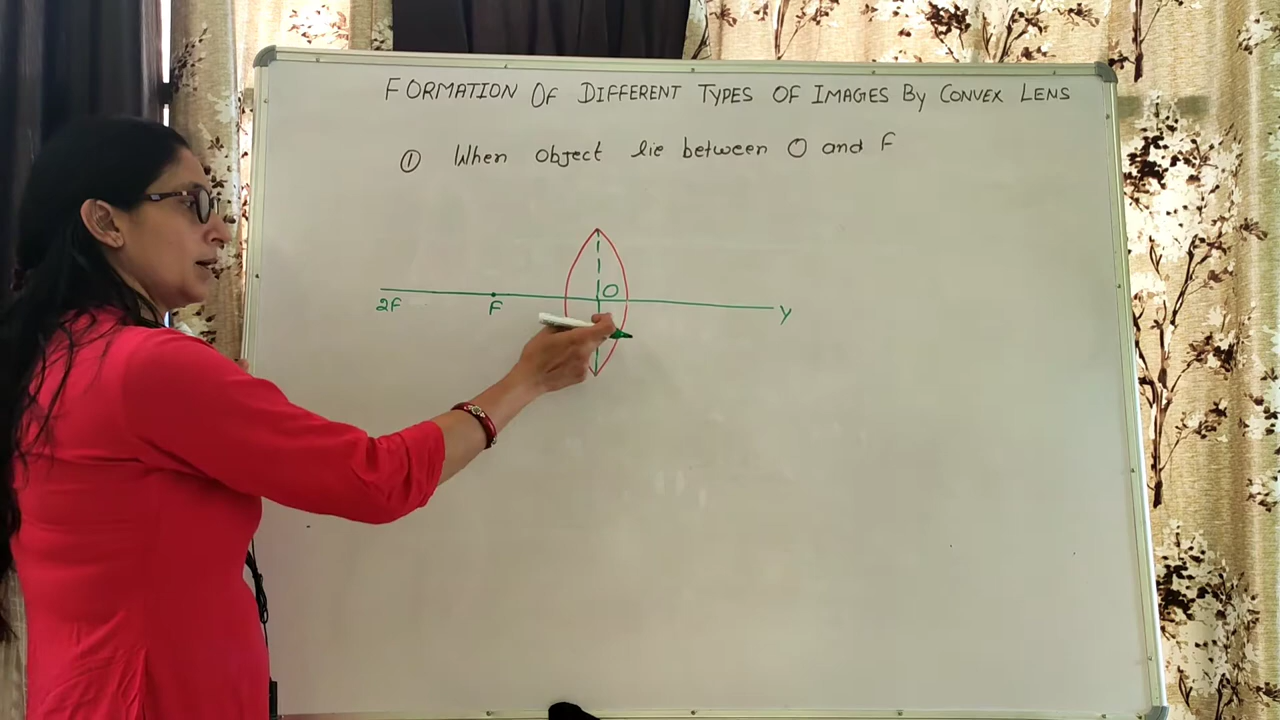 FORMATION OF DIFFERENT TYPES OF IMAGES BY CONVEX LENS
① When object lie between O and F
O
2F F Y